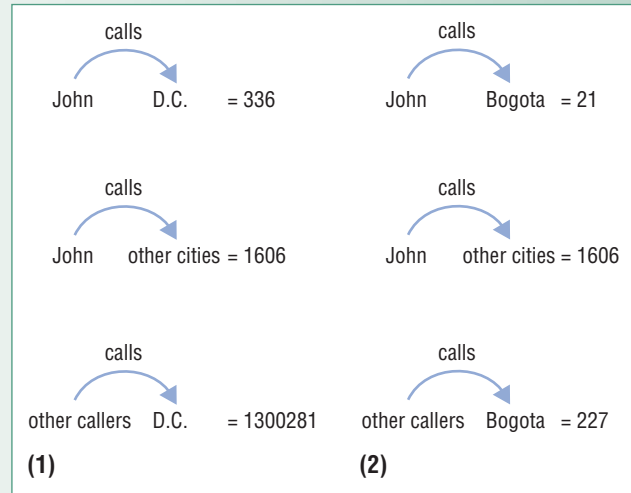 calls
John D.C. = 336
calls
John other cities = 1606
calls
other callers D.C. = 1300281
(1)
calls
John Bogota = 21
calls
John other cities = 1606
calls
other callers Bogota = 227
(2)